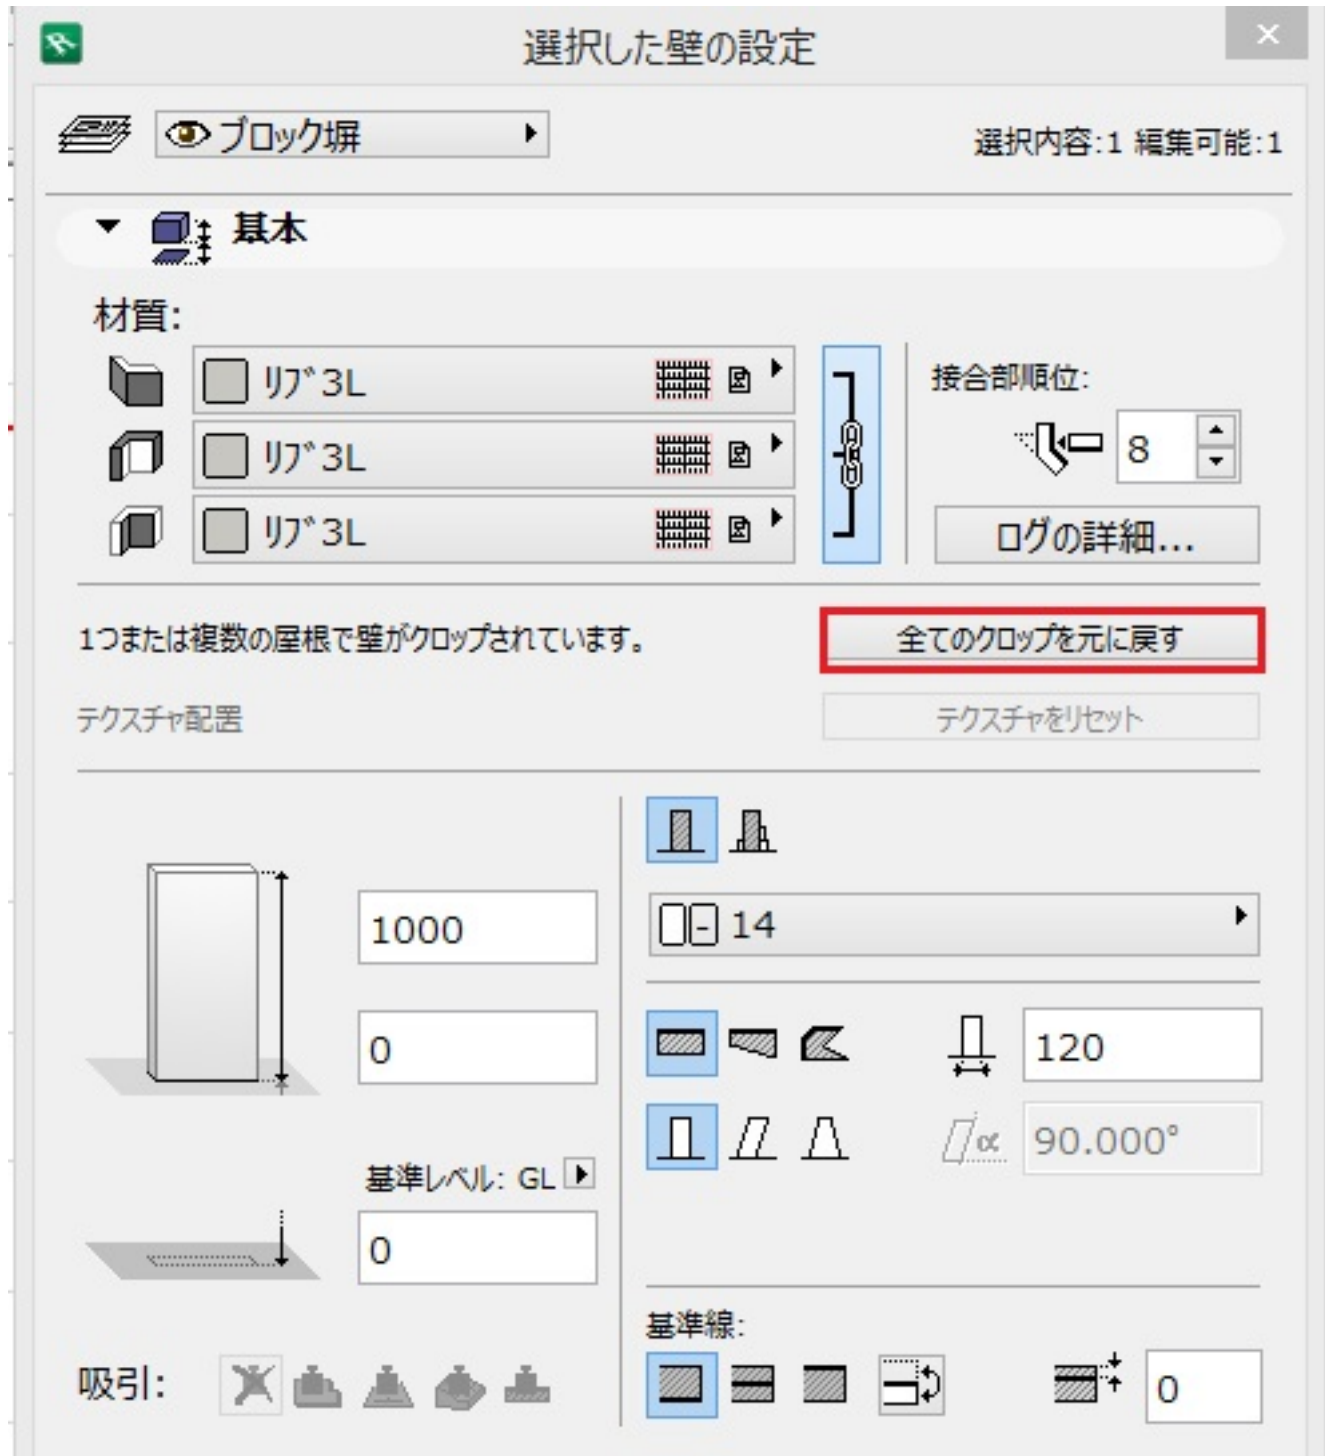 選択した壁の設定
ブロック塀
選択内容:1 編集可能:1
基本
材質:
リブ3L
接合部順位:
リブ3L
8
リブ3L
ログの詳細...
1つまたは複数の屋根で壁がクロップされています。
全てのクロップを元に戻す
テクスチャ配置
テクスチャをリセット
1000
14
0
120
90.000°
基準レベル: GL
0
基準線:
吸引:
0